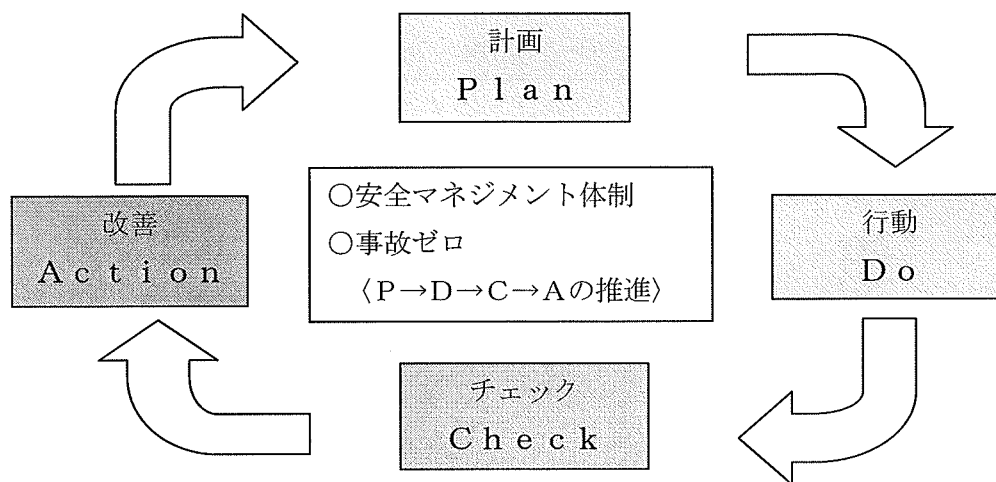 計画
Ｐｌａｎ
○安全マネジメント体制
○事故ゼロ
〈Ｐ→Ｄ→Ｃ→Ａの推進〉
行動
Ｄｏ
チェック
Ｃｈｅｃｋ
改善
Ａｃｔｉｏｎ